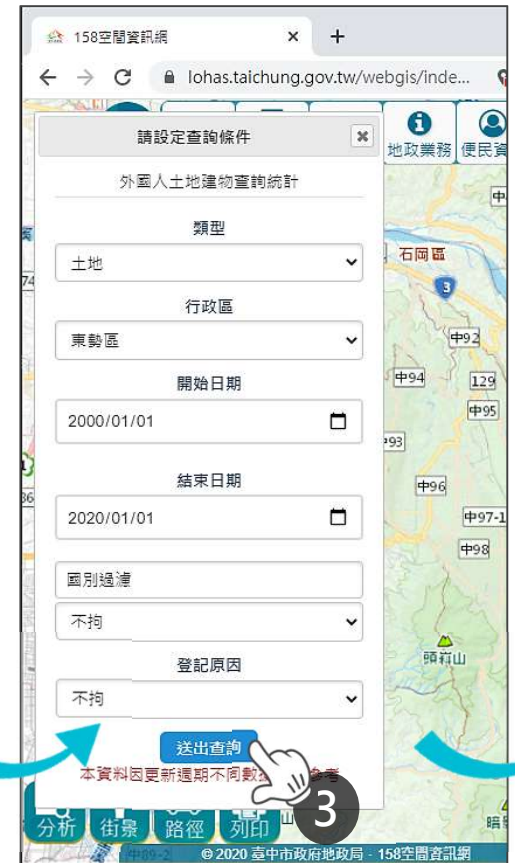 158空間資訊網
lohas.taichung.gov.tw/webgis/inde...
請設定查詢條件
地政業務
便民資
外國人土地建物查詢統計
類型
土地
石岡區
3
行政區
東勢區
中92
開始日期
中94
129
2000/01/01
中95
結束日期
中96
2020/01/01
中97-1
國別過濾
中98
不拘
登記原因
不拘
送出查詢
本資料因更新週期不同數
參考
3
分析
街景
路徑
列印
中89-2
© 2020 臺中市政府地政局 - 158空間資訊網